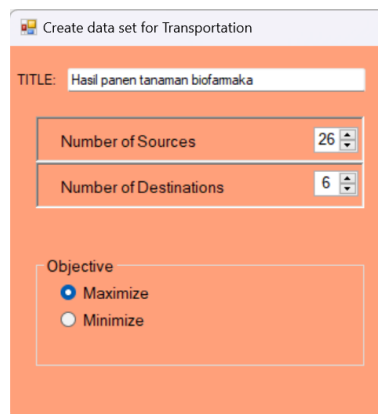 Create data set for Transportation
TITLE: Hasil panen tanaman biofarmaka
Number of Sources 26
Number of Destinations 6
Objective
Maximize
Minimize